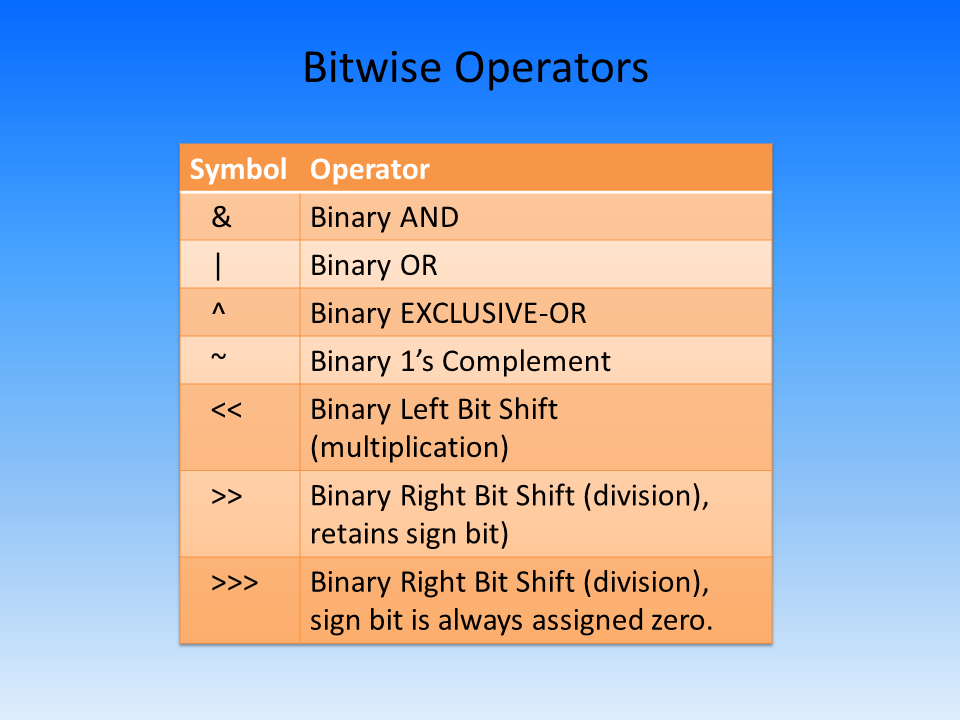 Bitwise Operators
Symbol Operator
& Binary AND
| Binary OR
^ Binary EXCLUSIVE-OR
~ Binary 1’s Complement
<< Binary Left Bit Shift
(multiplication)
>> Binary Right Bit Shift (division),
retains sign bit)
>>> Binary Right Bit Shift (division),
sign bit is always assigned zero.